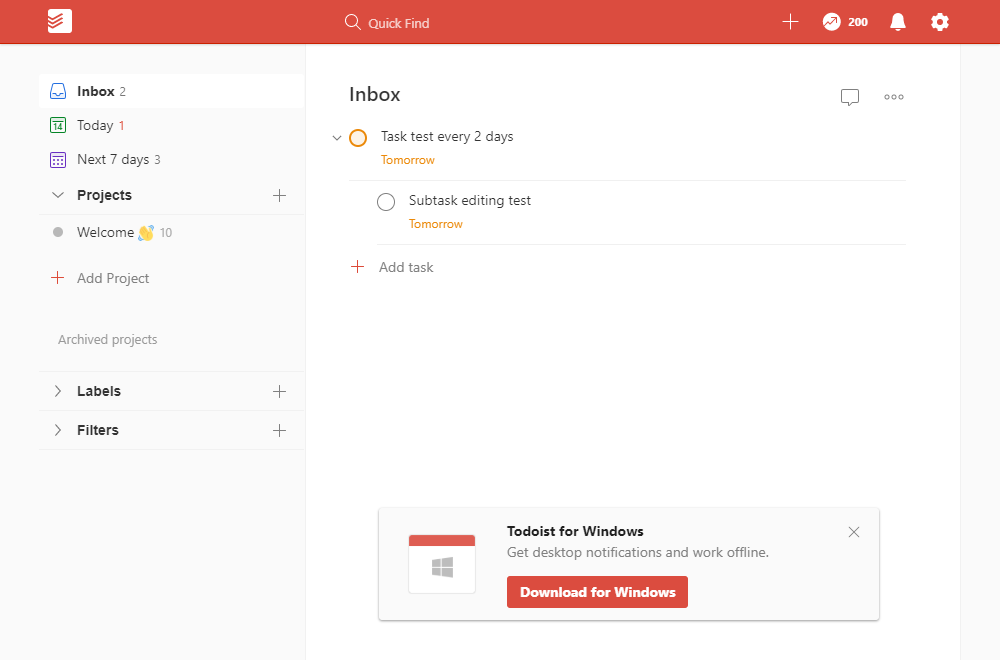 Quick Find
200
Inbox 2
14 Today 1
Next 7 days 3
Projects
Welcome 👋 10
Add Project
Archived projects
Labels
Filters
Inbox
Task test every 2 days
Tomorrow
Subtask editing test
Tomorrow
Add task
Todoist for Windows
Get desktop notifications and work offline.
Download for Windows